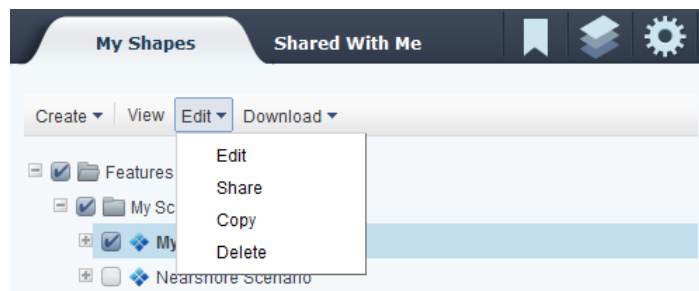 My Shapes Shared With Me
Create View Edit Download
Edit
Features
Share
My Sc
Copy
My
Delete
Nearshore Scenario